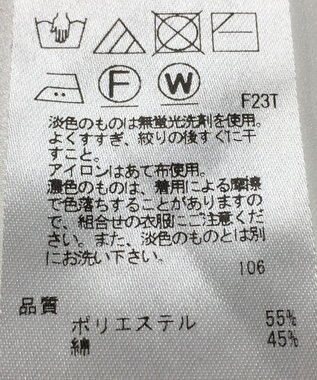 F W
F23T
淡色のものは無蛍光洗剤を使用。
よくすすぎ、絞りの後すぐに干
すこと。
アイロンはあて布使用。
濃色のものは、着用による摩擦
で色落ちすることがありますの
で、組合せの衣服にご注意くだ
さい。また、淡色のものとは別
にお洗い下さい。
106
品質
ポリエステル 55%
綿 45%